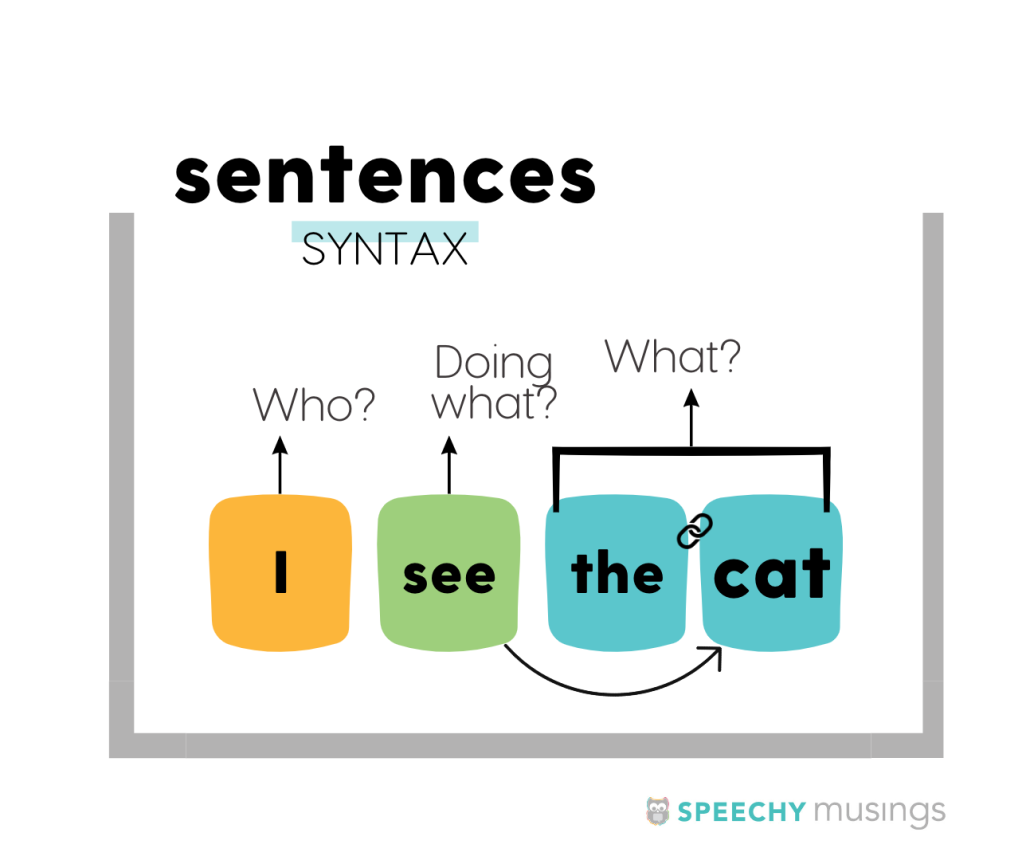 sentences
SYNTAX
Who?
Doing
what?
What?
I see the cat
SPEECHY musings